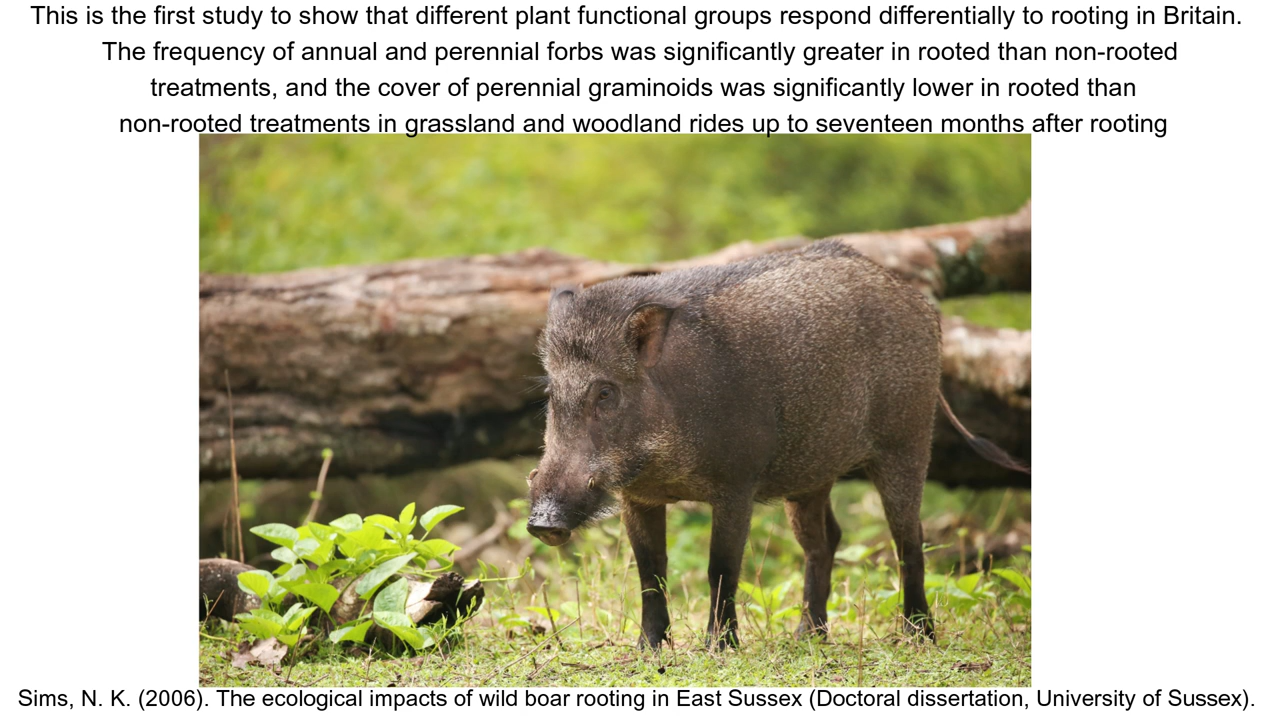 This is the first study to show that different plant functional groups respond differentially to rooting in Britain.
The frequency of annual and perennial forbs was significantly greater in rooted than non-rooted
treatments, and the cover of perennial graminoids was significantly lower in rooted than
non-rooted treatments in grassland and woodland rides up to seventeen months after rooting
Sims, N. K. (2006). The ecological impacts of wild boar rooting in East Sussex (Doctoral dissertation, University of Sussex).